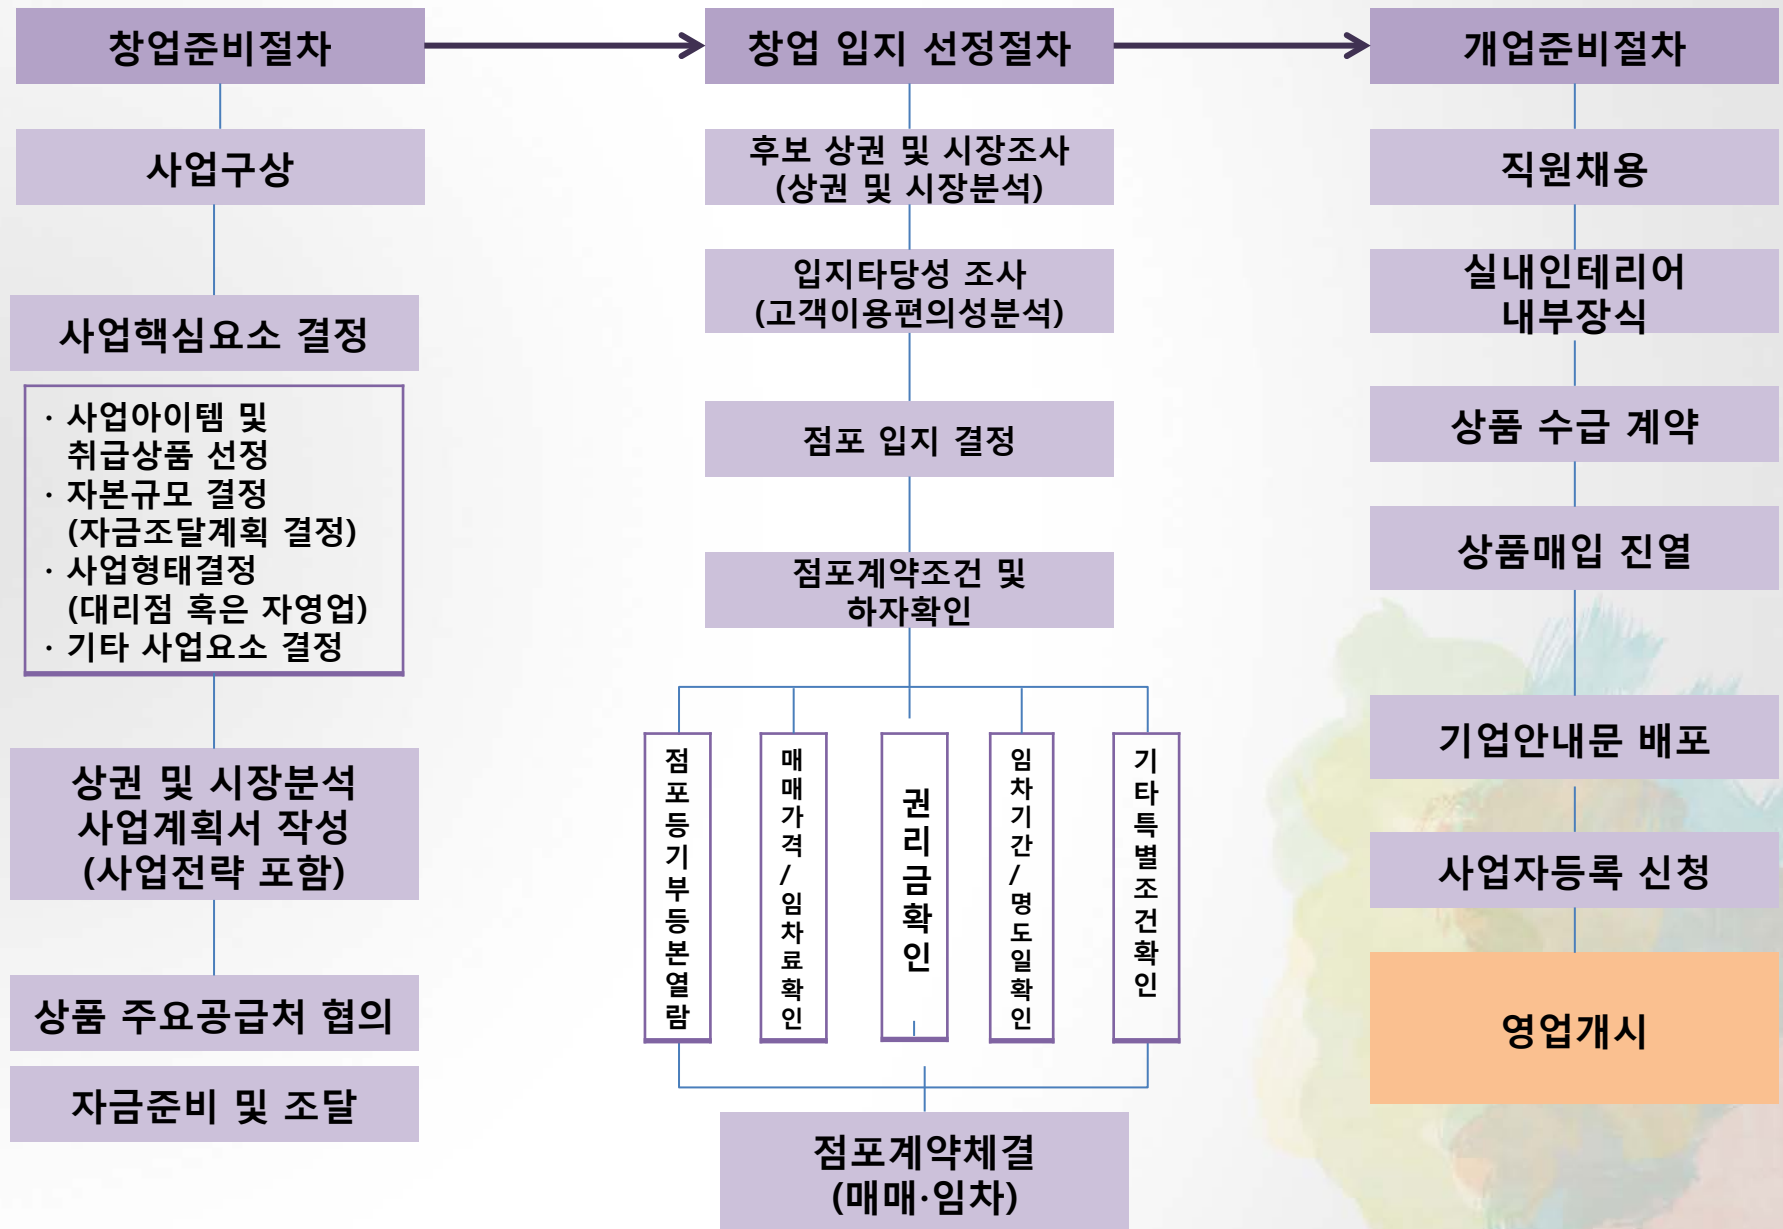 창업준비절차
사업구상
사업핵심요소 결정
· 사업아이템 및
취급상품 선정
· 자본규모 결정
(자금조달계획 결정)
· 사업형태결정
(대리점 혹은 자영업)
· 기타 사업요소 결정
상권 및 시장분석
사업계획서 작성
(사업전략 포함)
상품 주요공급처 협의
자금준비 및 조달
창업 입지 선정절차
후보 상권 및 시장조사
(상권 및 시장분석)
입지타당성 조사
(고객이용편의성분석)
점포 입지 결정
점포계약조건 및
하자확인
점포등기부등본열람
매매가격/임차료확인
권리금확인
임차기간/명도일확인
기타특별조건확인
점포계약체결
(매매·임차)
개업준비절차
직원채용
실내인테리어
내부장식
상품 수급 계약
상품매입 진열
기업안내문 배포
사업자등록 신청
영업개시